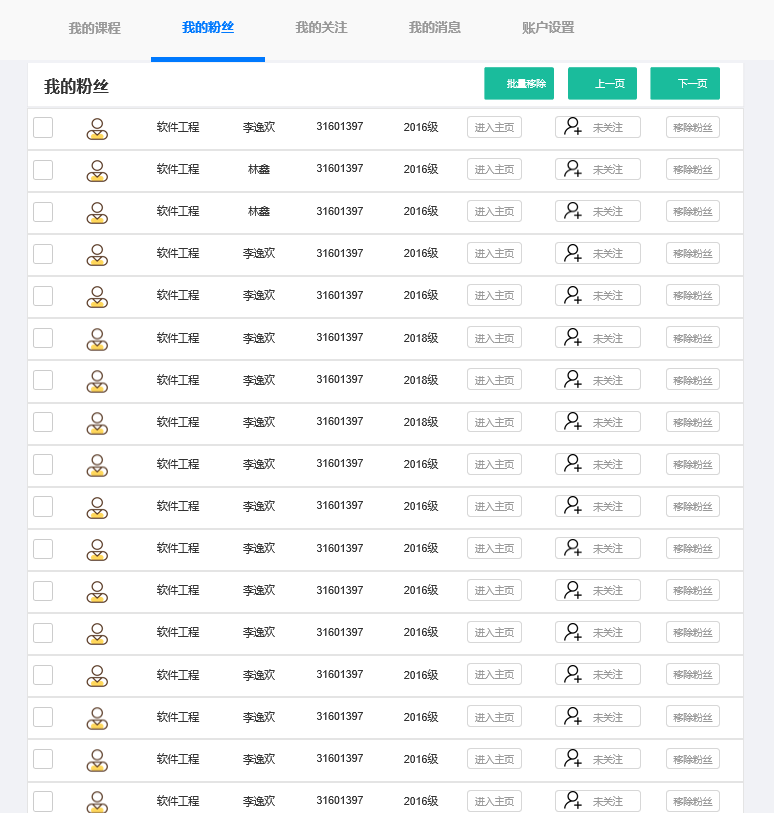 我的课程 我的粉丝 我的关注 我的消息 账户设置
我的粉丝 批量移除 上一页 下一页
软件工程 李逸欢 31601397 2016级 进入主页 未关注 移除粉丝
软件工程 林鑫 31601397 2016级 进入主页 未关注 移除粉丝
软件工程 林鑫 31601397 2016级 进入主页 未关注 移除粉丝
软件工程 李逸欢 31601397 2016级 进入主页 未关注 移除粉丝
软件工程 李逸欢 31601397 2016级 进入主页 未关注 移除粉丝
软件工程 李逸欢 31601397 2018级 进入主页 未关注 移除粉丝
软件工程 李逸欢 31601397 2018级 进入主页 未关注 移除粉丝
软件工程 李逸欢 31601397 2018级 进入主页 未关注 移除粉丝
软件工程 李逸欢 31601397 2016级 进入主页 未关注 移除粉丝
软件工程 李逸欢 31601397 2016级 进入主页 未关注 移除粉丝
软件工程 李逸欢 31601397 2016级 进入主页 未关注 移除粉丝
软件工程 李逸欢 31601397 2016级 进入主页 未关注 移除粉丝
软件工程 李逸欢 31601397 2016级 进入主页 未关注 移除粉丝
软件工程 李逸欢 31601397 2016级 进入主页 未关注 移除粉丝
软件工程 李逸欢 31601397 2016级 进入主页 未关注 移除粉丝
软件工程 李逸欢 31601397 2016级 进入主页 未关注 移除粉丝
软件工程 李逸欢 31601397 2016级 进入主页 未关注 移除粉丝